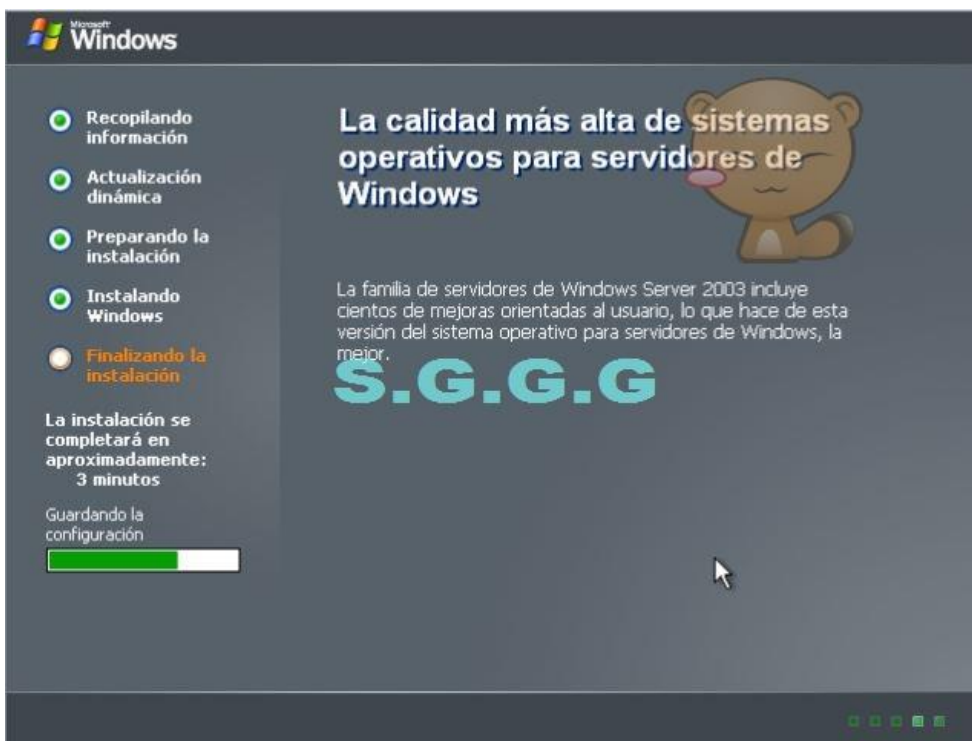 Microsoft
Windows
Recopilando
información
Actualización
dinámica
Preparando la
instalación
Instalando
Windows
Finalizando la
instalación
La instalación se
completará en
aproximadamente:
3 minutos
Guardando la
configuración
La calidad más alta de sistemas
operativos para servidores de
Windows
La familia de servidores de Windows Server 2003 incluye
cientos de mejoras orientadas al usuario, lo que hace de esta
versión del sistema operativo para servidores de Windows, la
mejor.
S.G.G.G